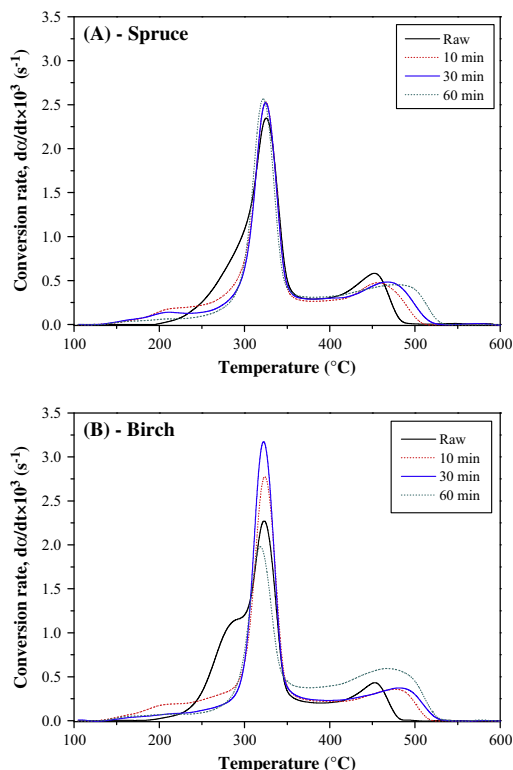 (A) - Spruce
Raw
10 min
30 min
60 min
Conversion rate, dα/dt×10³ (s⁻¹)
3.5
3.0
2.5
2.0
1.5
1.0
0.5
0.0
100 200 300 400 500 600
Temperature (°C)
(B) - Birch
Raw
10 min
30 min
60 min
Conversion rate, dα/dt×10³ (s⁻¹)
3.5
3.0
2.5
2.0
1.5
1.0
0.5
0.0
100 200 300 400 500 600
Temperature (°C)